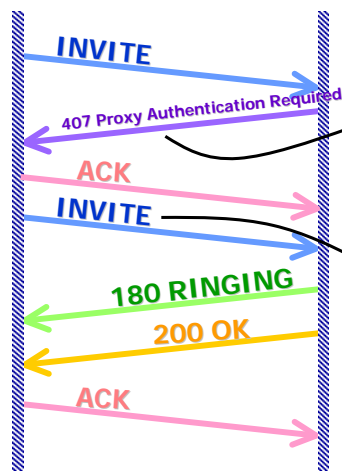 INVITE
407 Proxy Authentication Required
ACK
INVITE
180 RINGING
200 OK
ACK